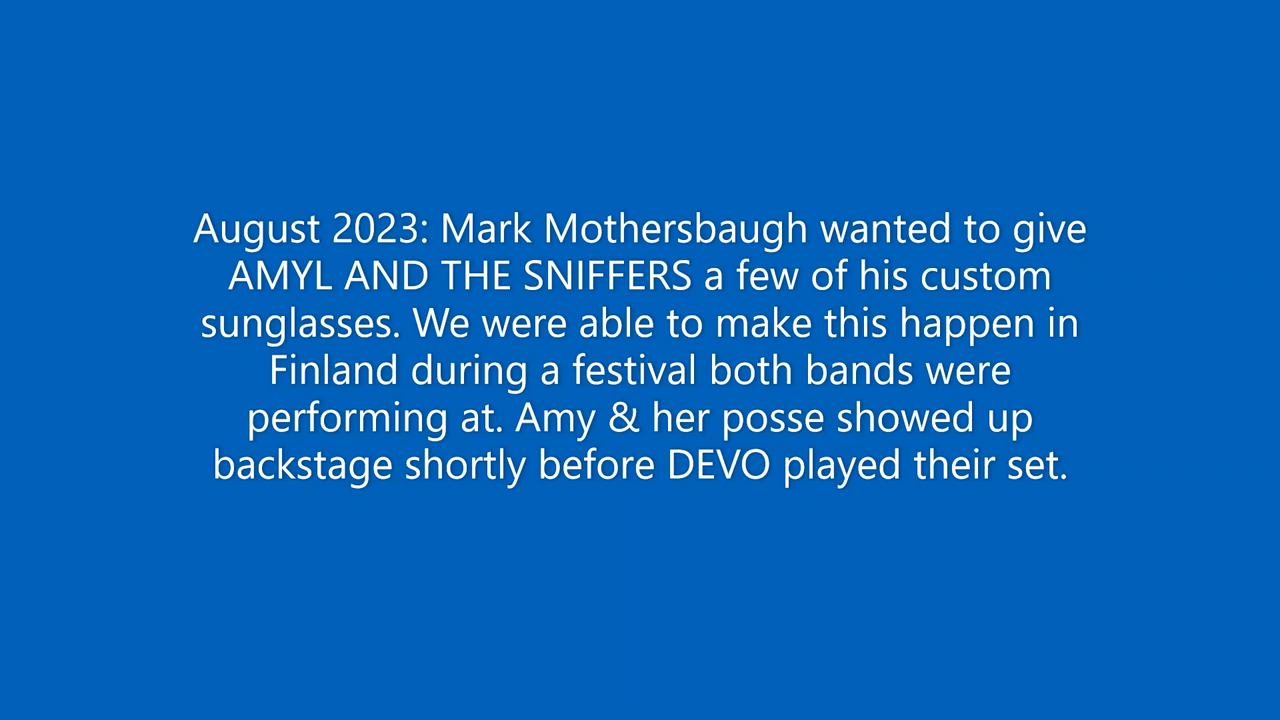 August 2023: Mark Mothersbaugh wanted to give
AMYL AND THE SNIFFERS a few of his custom
sunglasses. We were able to make this happen in
Finland during a festival both bands were
performing at. Amy & her posse showed up
backstage shortly before DEVO played their set.